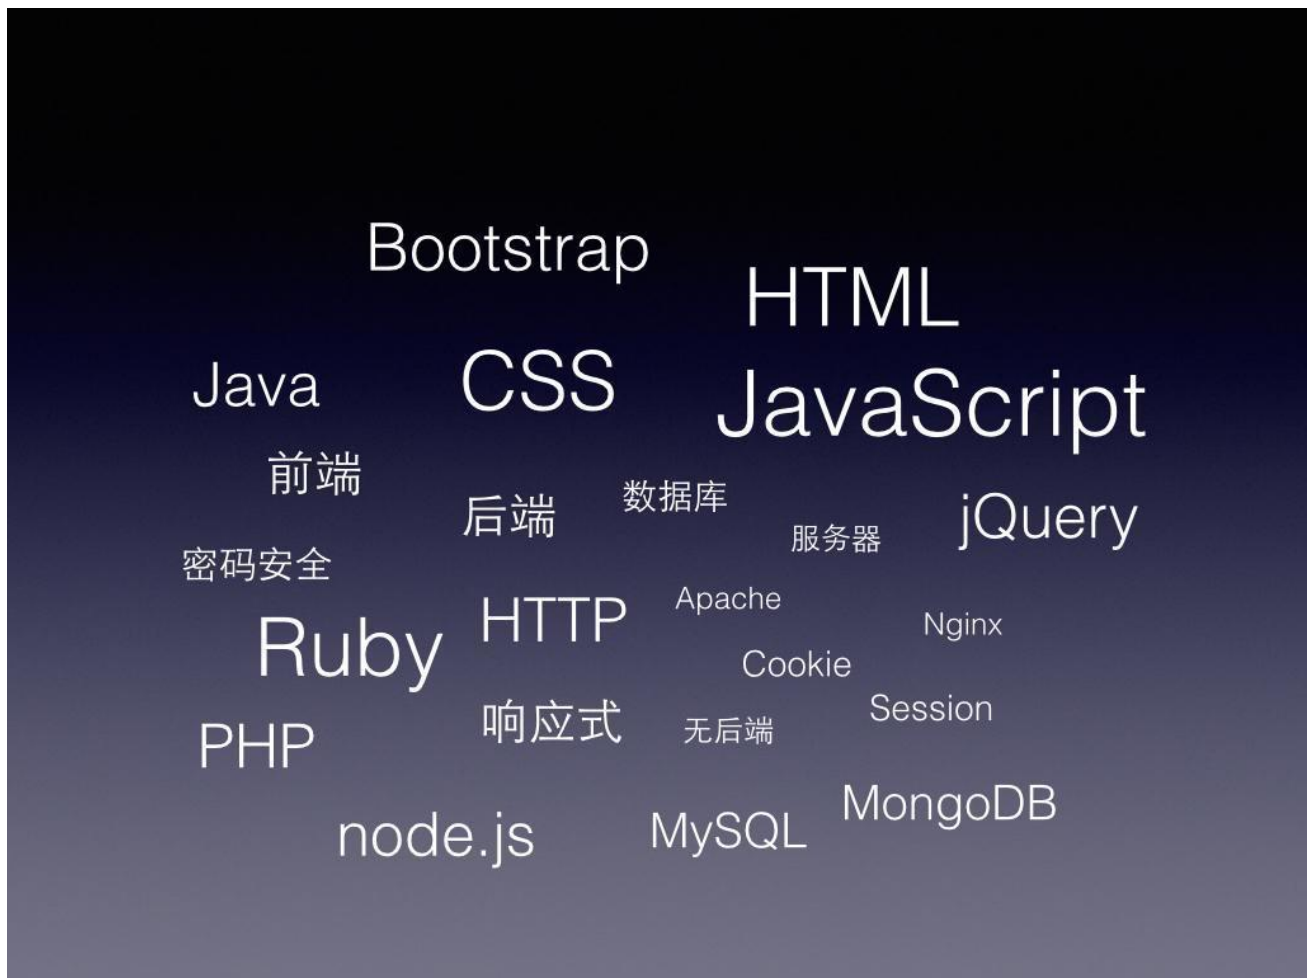 Bootstrap
HTML
Java
CSS
JavaScript
前端
后端
数据库
服务器
jQuery
密码安全
Ruby
HTTP
Apache
Nginx
Cookie
Session
PHP
响应式
无后端
node.js
MySQL
MongoDB